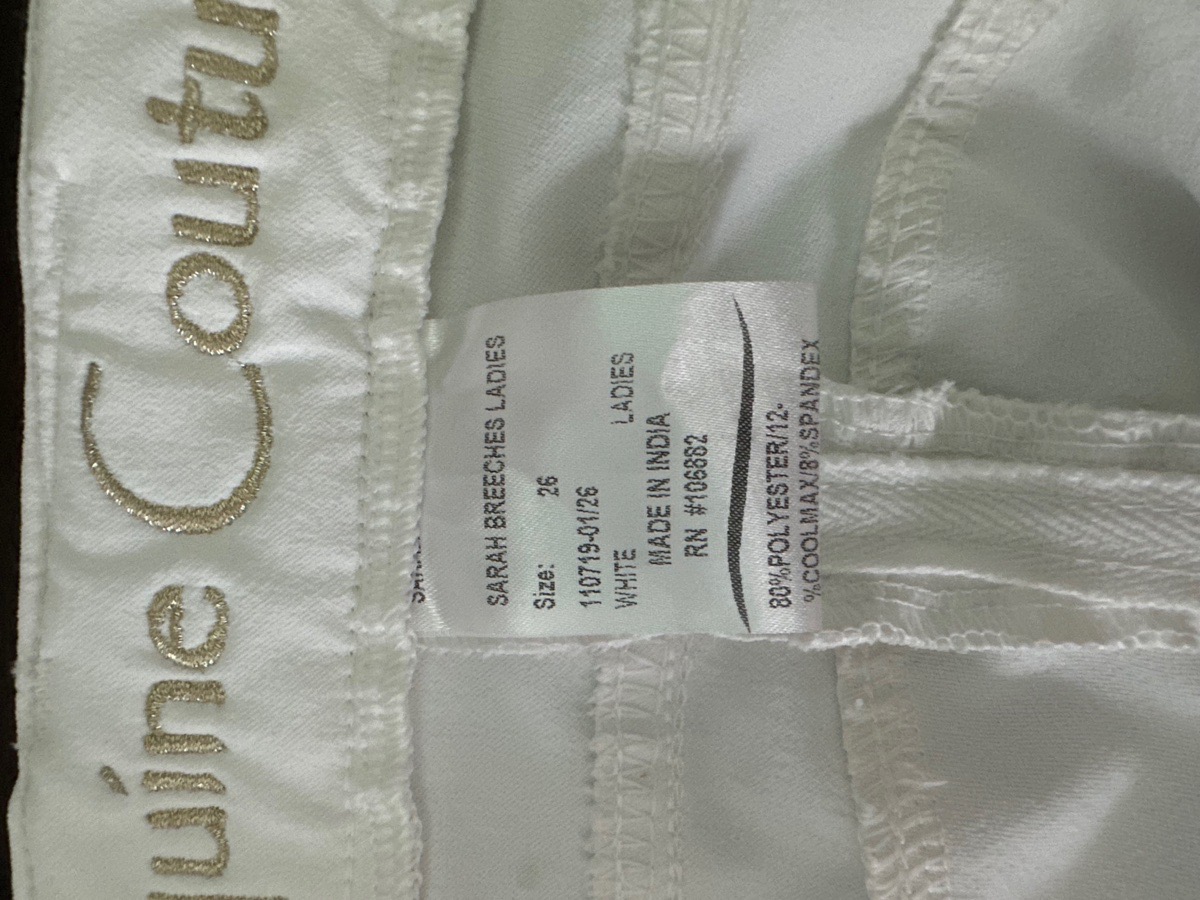 uíne Coutu
SARAH BREECHES LADIES
Size: 26
110719-01/26
WHITE LADIES
MADE IN INDIA
RN #106882
80%POLYESTER/12-
%COOLMAX/8%SPANDEX